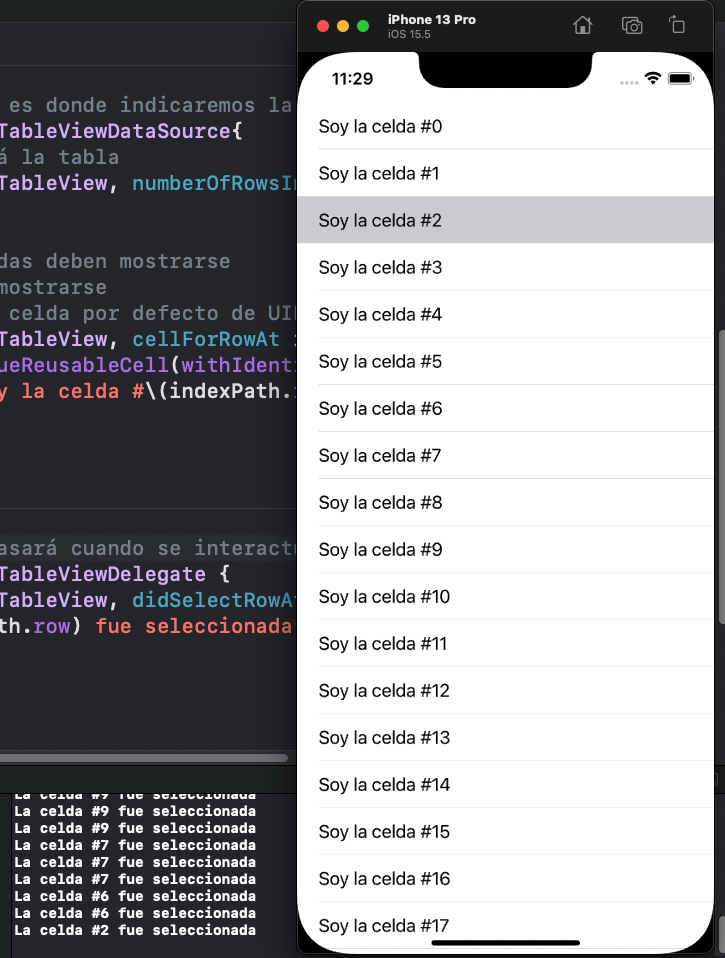 es donde indicaremos la
TableViewDataSource{
á la tabla
TableView, numberOfRowsI
das deben mostrarse
mostrarse
celda por defecto de UI
TableView, cellForRowAt
ueReusableCell(withIdent
y la celda #\(indexPath.
asará cuando se interact
TableViewDelegate {
TableView, didSelectRowA
th.row) fue seleccionada
La celda #9 fue seleccionada
La celda #9 fue seleccionada
La celda #9 fue seleccionada
La celda #7 fue seleccionada
La celda #7 fue seleccionada
La celda #7 fue seleccionada
La celda #6 fue seleccionada
La celda #6 fue seleccionada
La celda #2 fue seleccionada
iPhone 13 Pro
iOS 15.5
11:29
Soy la celda #0
Soy la celda #1
Soy la celda #2
Soy la celda #3
Soy la celda #4
Soy la celda #5
Soy la celda #6
Soy la celda #7
Soy la celda #8
Soy la celda #9
Soy la celda #10
Soy la celda #11
Soy la celda #12
Soy la celda #13
Soy la celda #14
Soy la celda #15
Soy la celda #16
Soy la celda #17